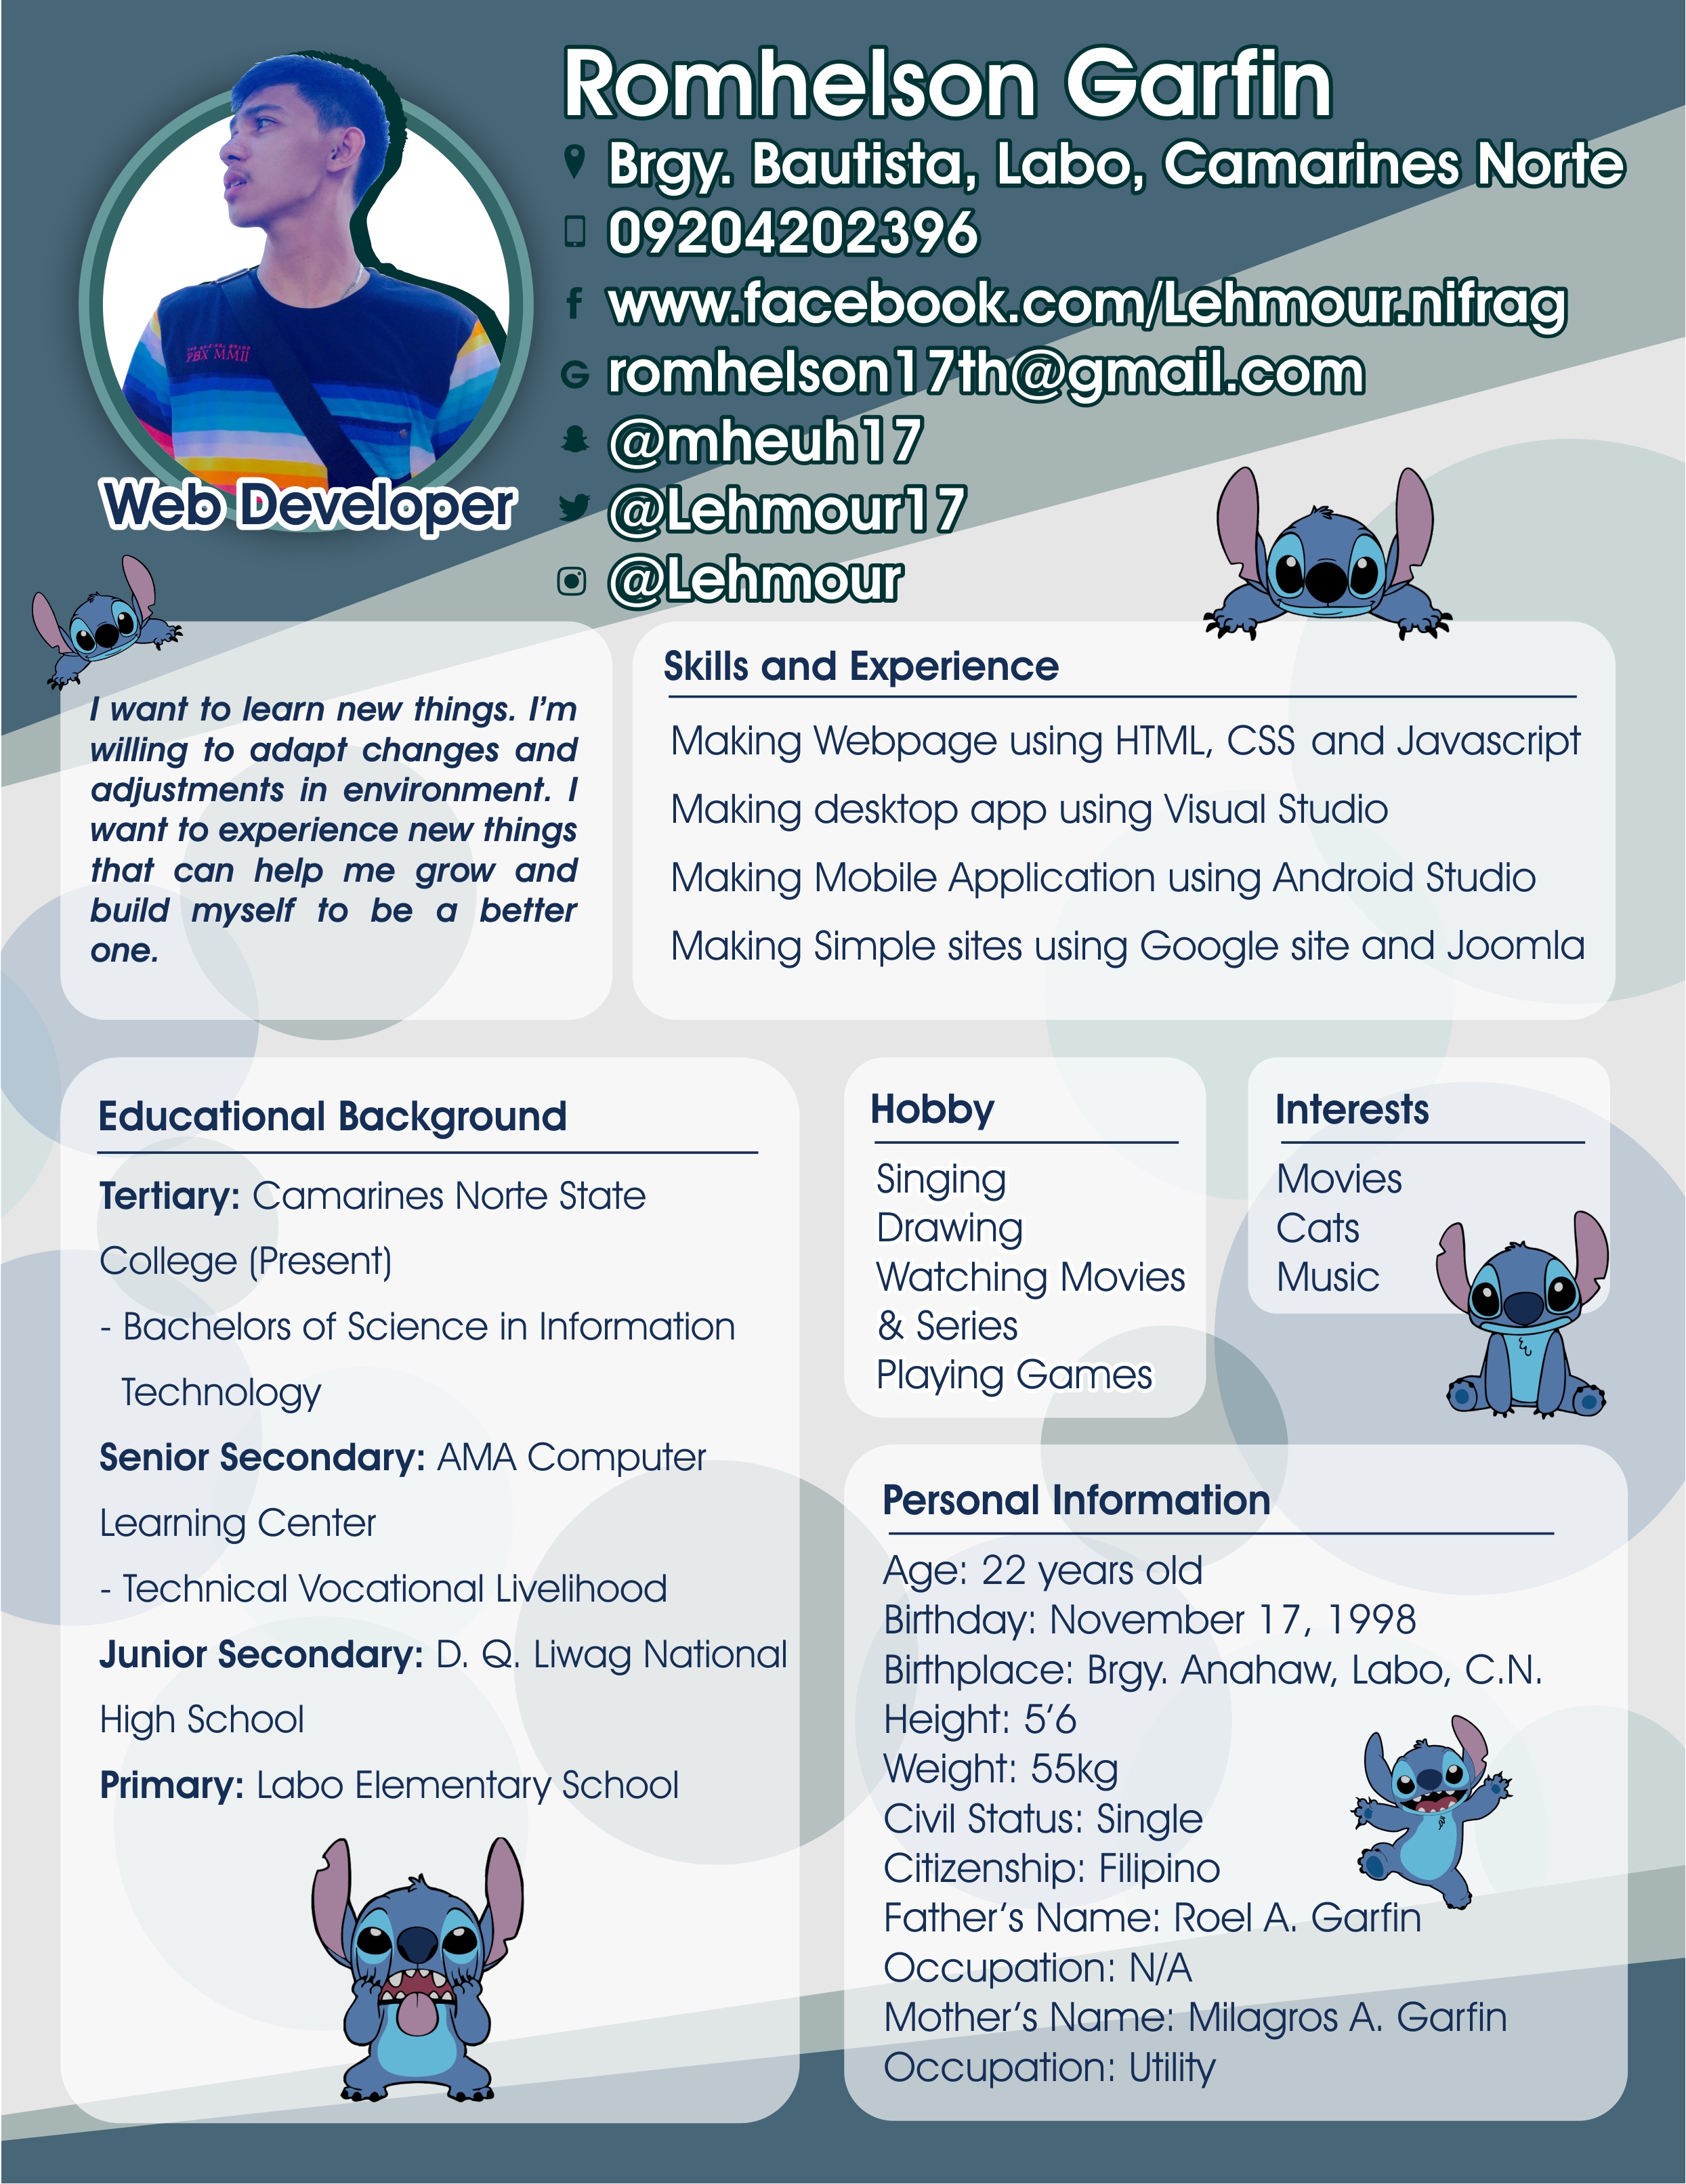 Romhelson Garfin
Brgy. Bautista, Labo, Camarines Norte
09204202396
www.facebook.com/Lehmour.nifrag
romhelson17th@gmail.com
@mheuh17
@Lehmour17
@Lehmour
PBX MMII
Web Developer
I want to learn new things. I’m
willing to adapt changes and
adjustments in environment. I
want to experience new things
that can help me grow and
build myself to be a better
one.
Skills and Experience
Making Webpage using HTML, CSS and Javascript
Making desktop app using Visual Studio
Making Mobile Application using Android Studio
Making Simple sites using Google site and Joomla
Educational Background
Tertiary: Camarines Norte State
College (Present)
- Bachelors of Science in Information
Technology
Senior Secondary: AMA Computer
Learning Center
- Technical Vocational Livelihood
Junior Secondary: D. Q. Liwag National
High School
Primary: Labo Elementary School
Hobby
Singing
Drawing
Watching Movies
& Series
Playing Games
Interests
Movies
Cats
Music
Personal Information
Age: 22 years old
Birthday: November 17, 1998
Birthplace: Brgy. Anahaw, Labo, C.N.
Height: 5’6
Weight: 55kg
Civil Status: Single
Citizenship: Filipino
Father’s Name: Roel A. Garfin
Occupation: N/A
Mother’s Name: Milagros A. Garfin
Occupation: Utility